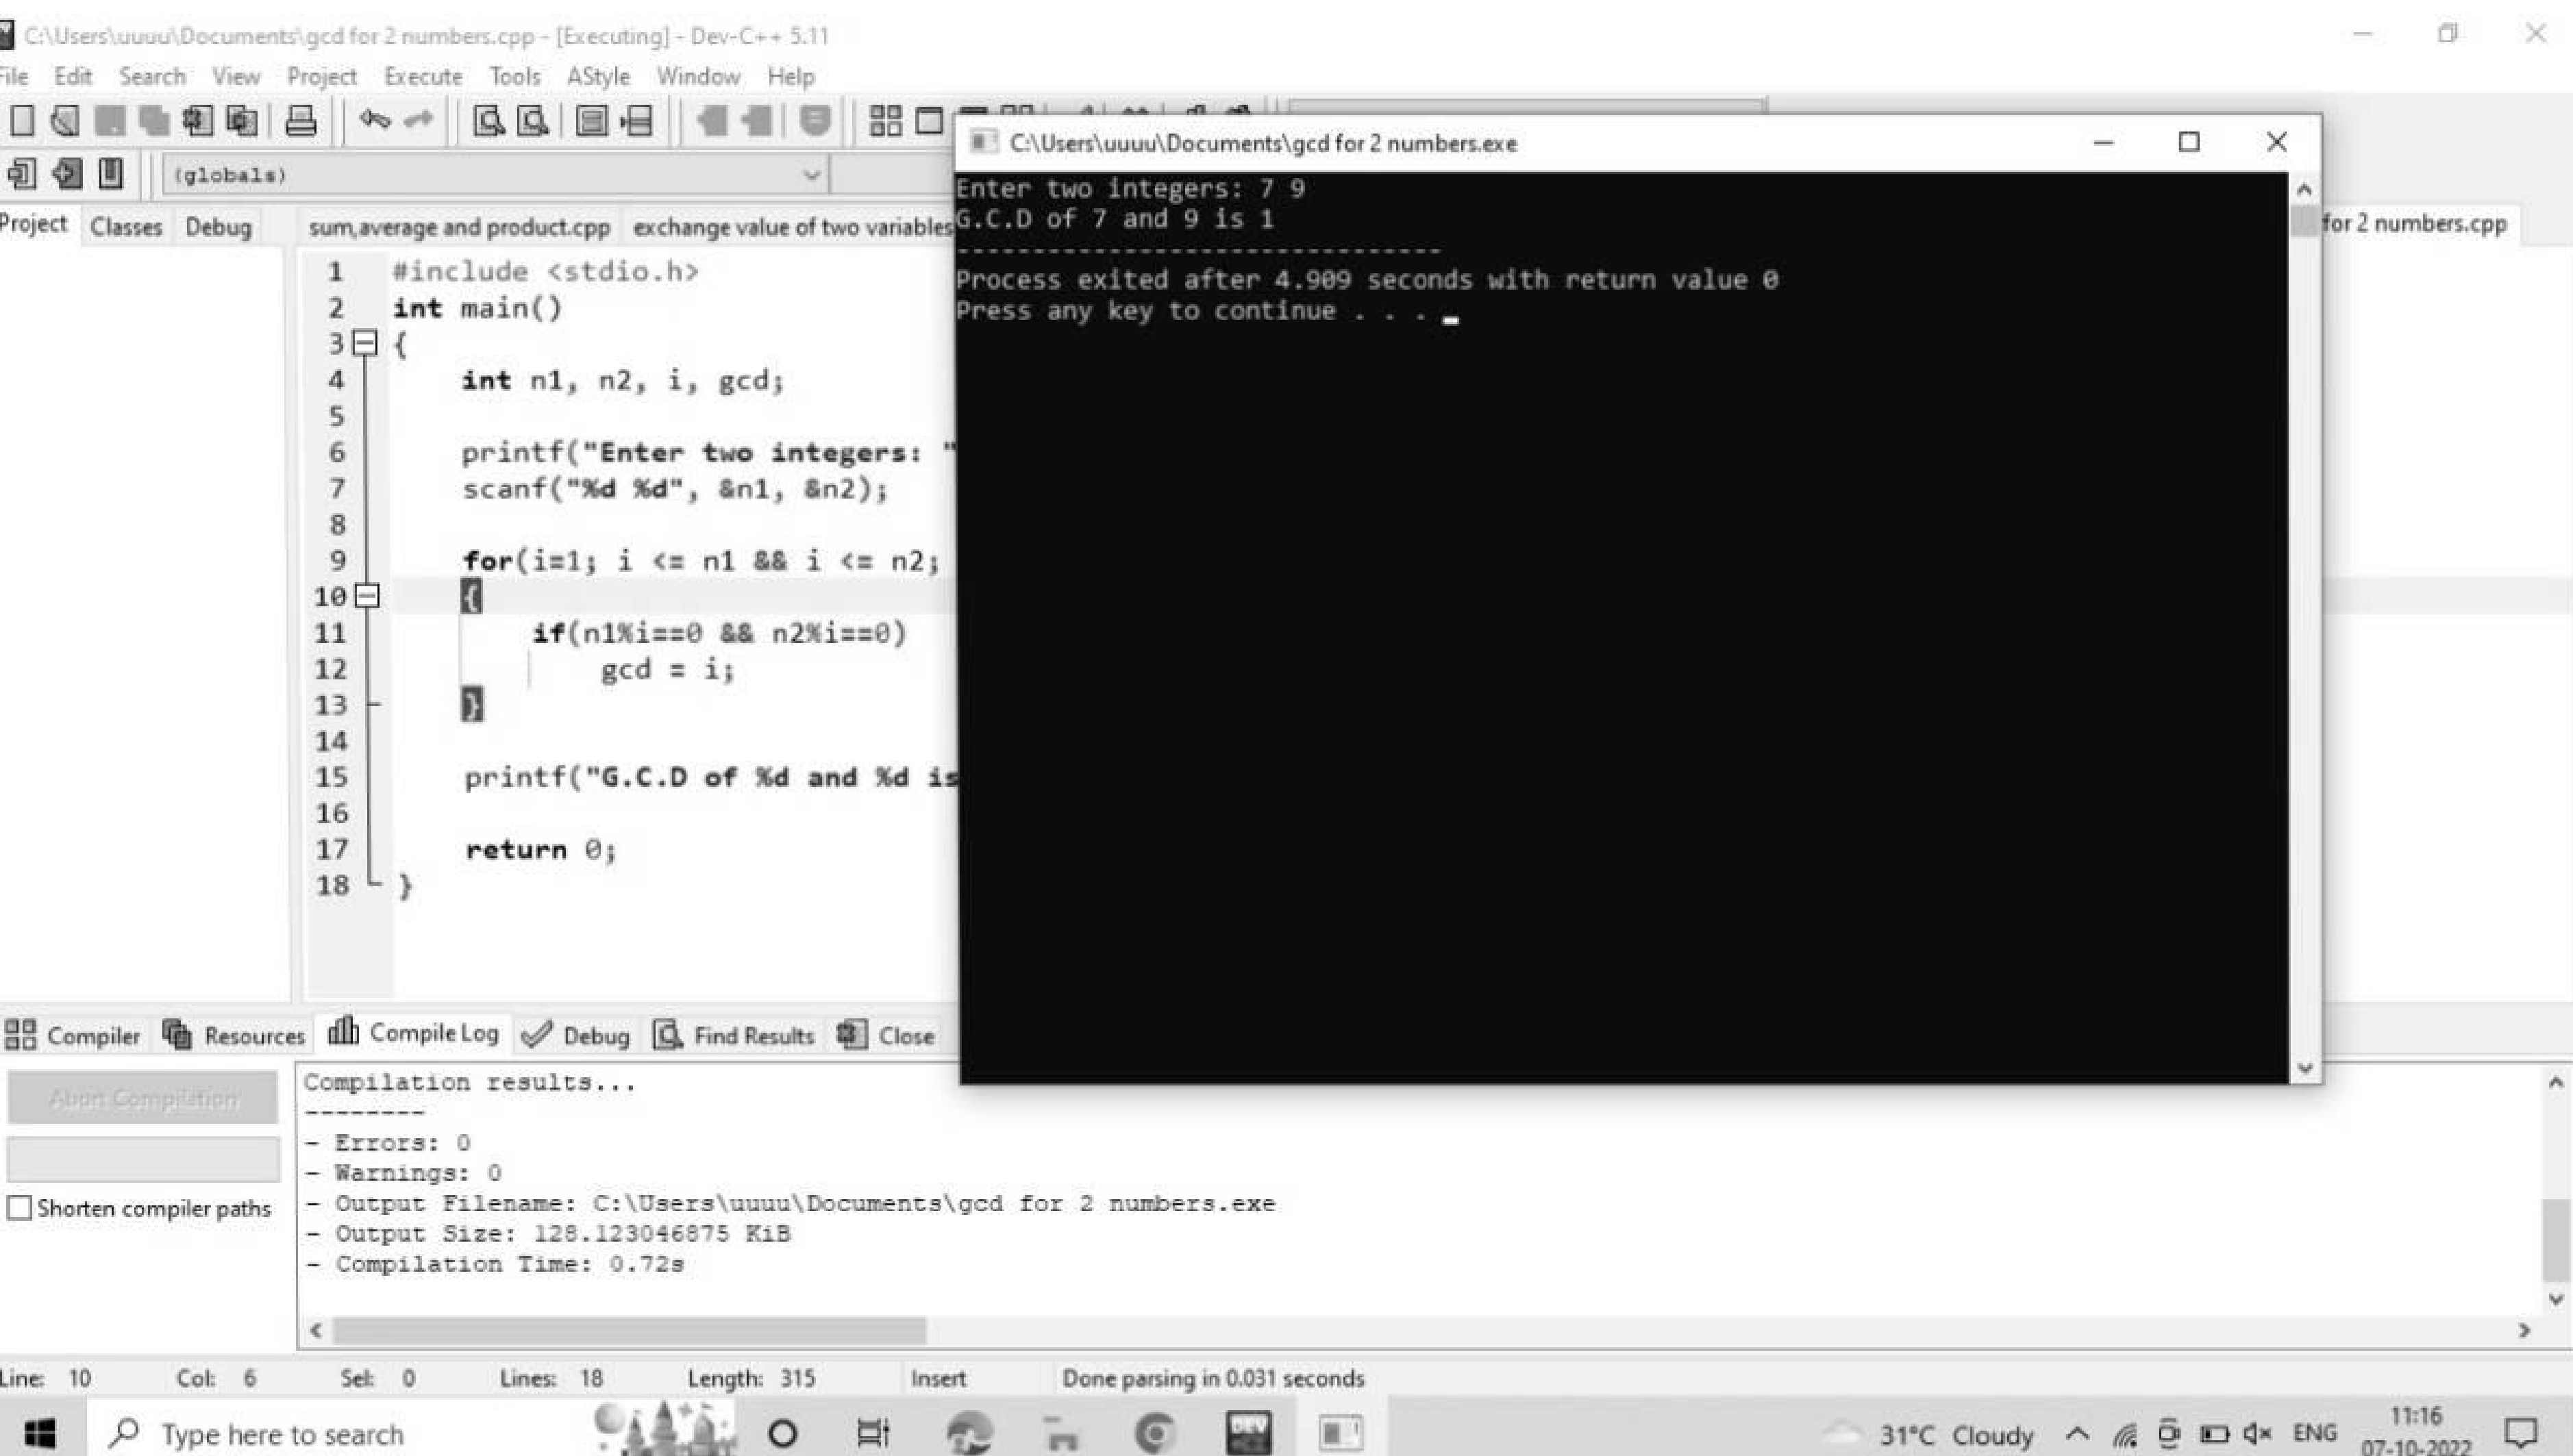 C:\Users\uuuu\Documents\gcd for 2 numbers.cpp - [Executing] - Dev-C++ 5.11
File Edit Search View Project Execute Tools AStyle Window Help
(globals)
Project Classes Debug
sum,average and product.cpp exchange value of two variables
for 2 numbers.cpp
1 #include <stdio.h>
2 int main()
3 {
4 int n1, n2, i, gcd;
5
6 printf("Enter two integers: "
7 scanf("%d %d", &n1, &n2);
8
9 for(i=1; i <= n1 && i <= n2;
10 {
11 if(n1%i==0 && n2%i==0)
12 gcd = i;
13 }
14
15 printf("G.C.D of %d and %d is
16
17 return 0;
18 }
C:\Users\uuuu\Documents\gcd for 2 numbers.exe
Enter two integers: 7 9
G.C.D of 7 and 9 is 1
--------------------------------
Process exited after 4.909 seconds with return value 0
Press any key to continue . . .
Compiler Resources Compile Log Debug Find Results Close
Abort Compilation
Shorten compiler paths
Compilation results...
--------
- Errors: 0
- Warnings: 0
- Output Filename: C:\Users\uuuu\Documents\gcd for 2 numbers.exe
- Output Size: 128.123046875 KiB
- Compilation Time: 0.72s
Line: 10 Col: 6 Sel: 0 Lines: 18 Length: 315 Insert Done parsing in 0.031 seconds
Type here to search
DEV
31°C Cloudy
ENG
11:16
07-10-2022